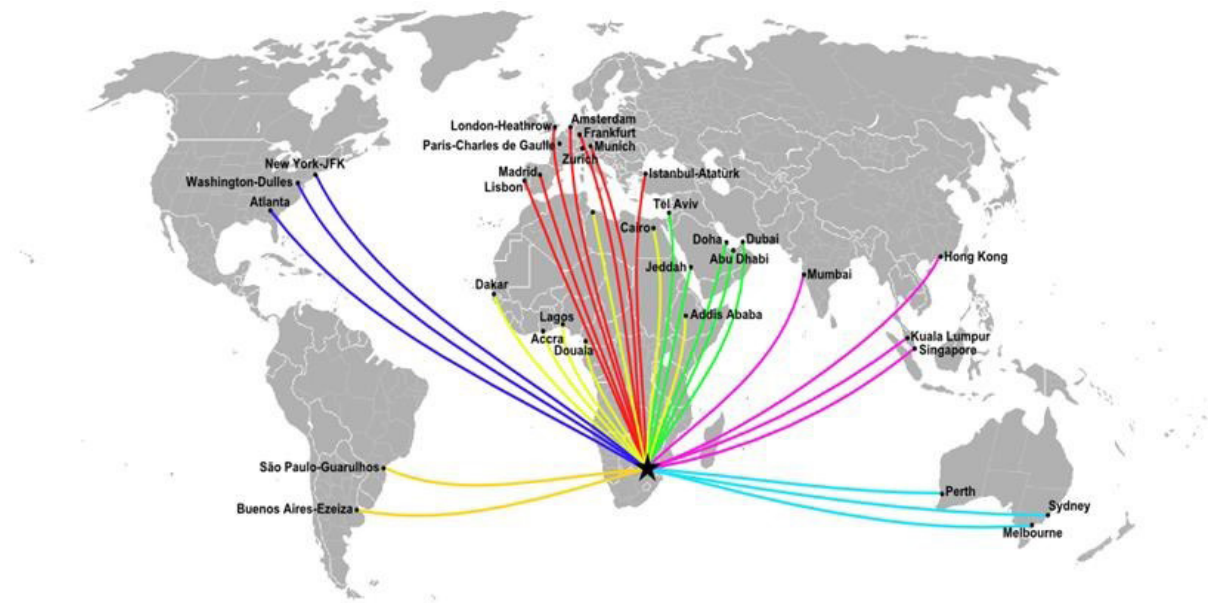 London-Heathrow
Amsterdam
Frankfurt
Paris-Charles de Gaulle
Munich
Zurich
New York-JFK
Madrid
Istanbul-Atatürk
Washington-Dulles
Lisbon
Atlanta
Tel Aviv
Cairo
Doha
Dubai
Abu Dhabi
Hong Kong
Jeddah
Mumbai
Dakar
Lagos
Addis Ababa
Accra
Douala
Kuala Lumpur
Singapore
São Paulo-Guarulhos
Perth
Buenos Aires-Ezeiza
Sydney
Melbourne